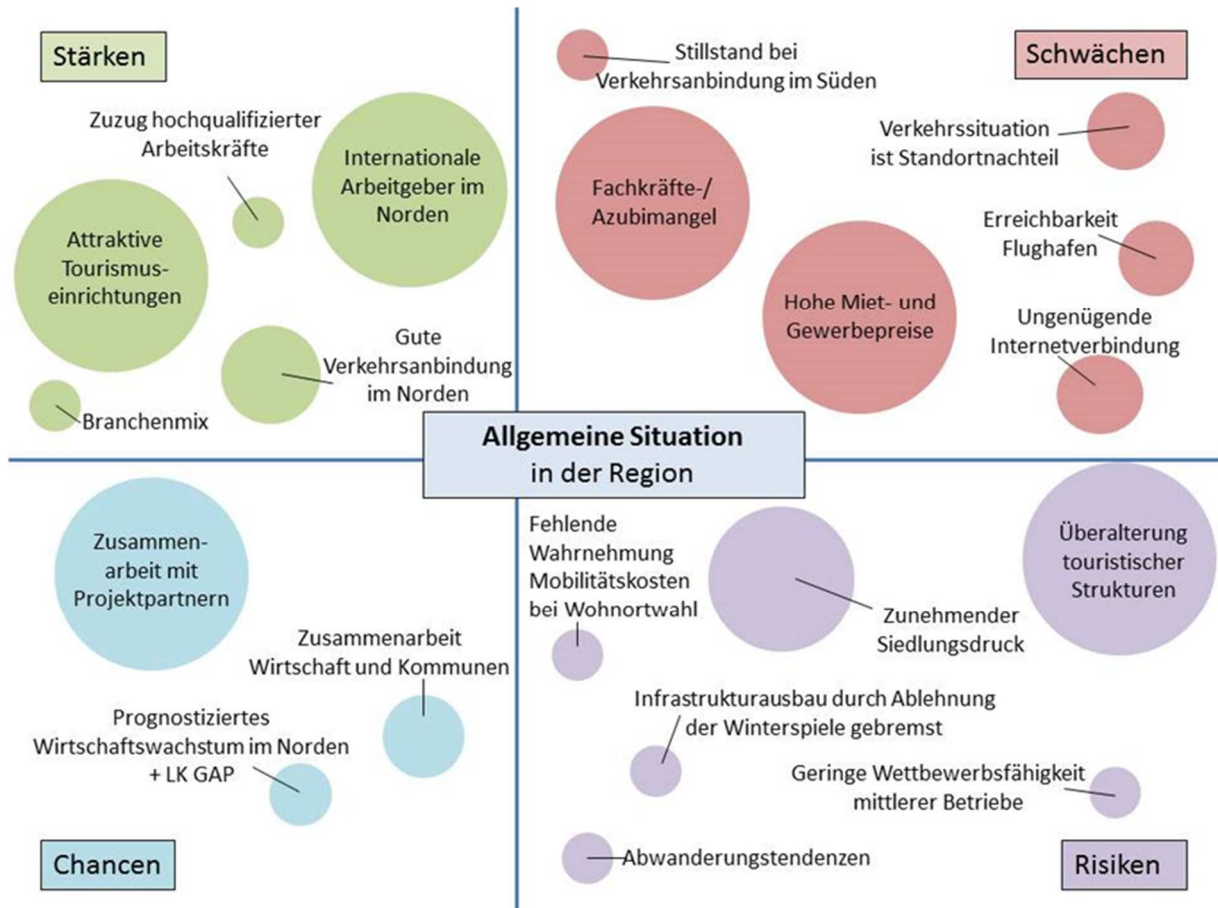 Stärken
Zuzug hochqualifizierter
Arbeitskräfte
Internationale
Arbeitgeber im
Norden
Attraktive
Tourismus-
einrichtungen
Gute
Verkehrsanbindung
im Norden
Branchenmix
Schwächen
Stillstand bei
Verkehrsanbindung im Süden
Verkehrssituation
ist Standortnachteil
Fachkräfte-/
Azubimangel
Erreichbarkeit
Flughafen
Hohe Miet- und
Gewerbepreise
Ungenügende
Internetverbindung
Allgemeine Situation
in der Region
Zusammen-
arbeit mit
Projektpartnern
Zusammenarbeit
Wirtschaft und Kommunen
Prognostiziertes
Wirtschaftswachstum im Norden
+ LK GAP
Chancen
Fehlende
Wahrnehmung
Mobilitätskosten
bei Wohnortwahl
Überalterung
touristischer
Strukturen
Zunehmender
Siedlungsdruck
Infrastrukturausbau durch Ablehnung
der Winterspiele gebremst
Geringe Wettbewerbsfähigkeit
mittlerer Betriebe
Abwanderungstendenzen
Risiken